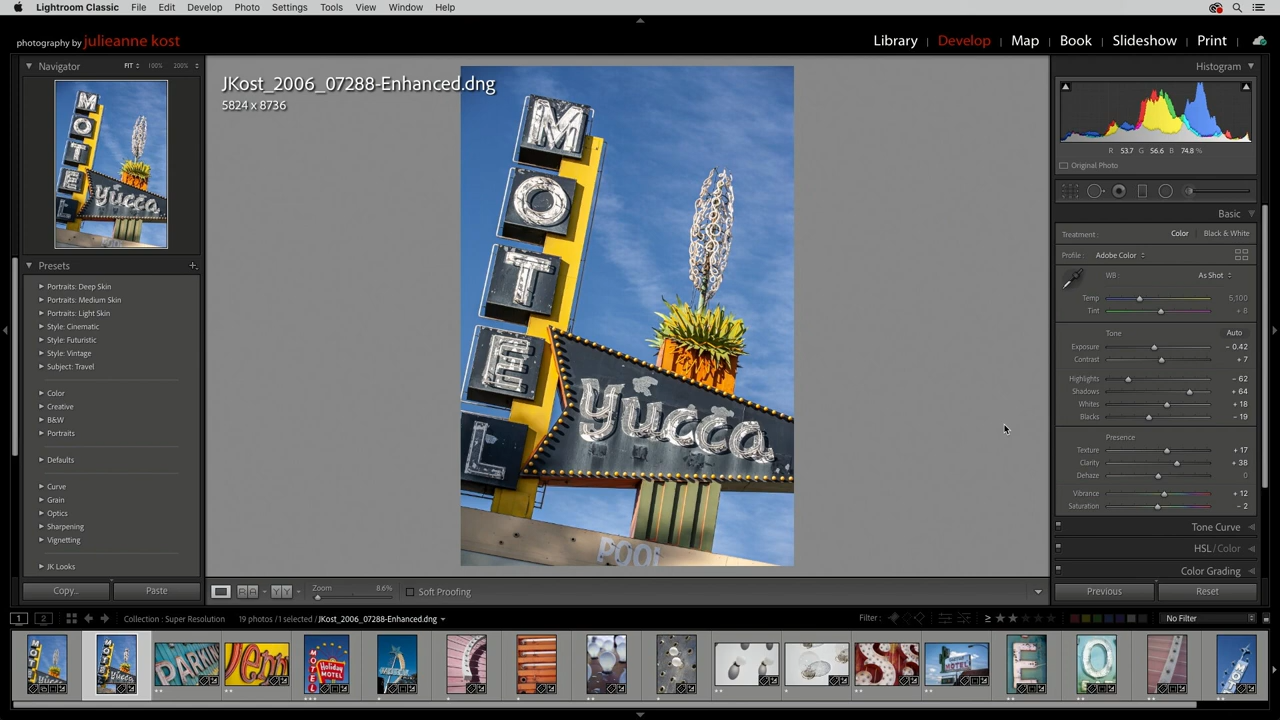 Lightroom Classic File Edit Develop Photo Settings Tools View Window Help
photography by julieanne kost
Library | Develop | Map | Book | Slideshow | Print
Navigator FIT 100% 200%
MOTEL
Yucca
Presets
Portraits: Deep Skin
Portraits: Medium Skin
Portraits: Light Skin
Style: Cinematic
Style: Futuristic
Style: Vintage
Subject: Travel
Color
Creative
B&W
Portraits
Defaults
Curve
Grain
Optics
Sharpening
Vignetting
JK Looks
Copy... Paste
JKost_2006_07288-Enhanced.dng
5824 x 8736
MOTEL
Yucca
POOL
Zoom 8.6% Soft Proofing
Histogram
R 53.7 G 56.6 B 74.8 %
Original Photo
Basic
Treatment: Color Black & White
Profile: Adobe Color
WB: As Shot
Temp 5,100
Tint + 8
Tone Auto
Exposure - 0.42
Contrast + 7
Highlights - 62
Shadows + 64
Whites + 18
Blacks - 19
Presence
Texture + 17
Clarity + 38
Dehaze 0
Vibrance + 12
Saturation - 2
Tone Curve
HSL / Color
Color Grading
Previous Reset
1 2 Collection : Super Resolution 19 photos / 1 selected / JKost_2006_07288-Enhanced.dng Filter : ≥ No Filter